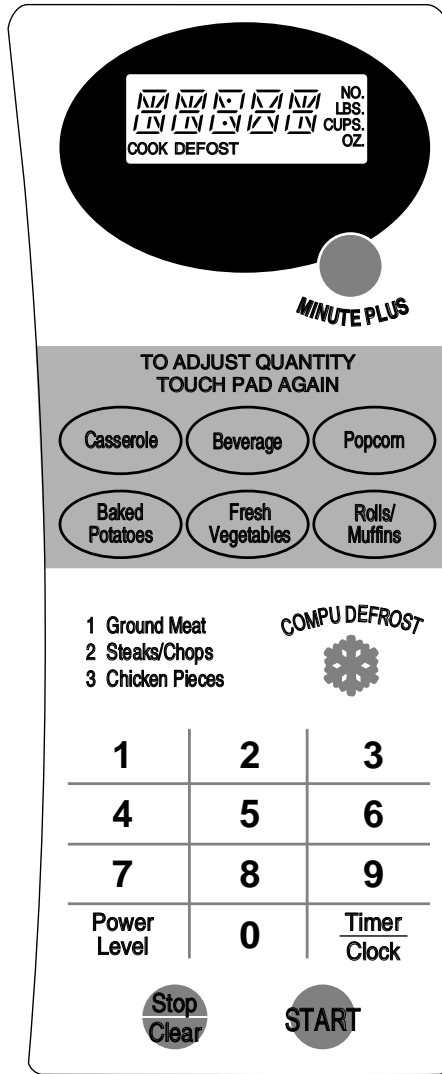 NO.
LBS.
CUPS.
OZ.
COOK DEFOST
MINUTE PLUS
TO ADJUST QUANTITY
TOUCH PAD AGAIN
Casserole
Beverage
Popcorn
Baked
Potatoes
Fresh
Vegetables
Rolls/
Muffins
1 Ground Meat
2 Steaks/Chops
3 Chicken Pieces
COMPU DEFROST
1 2 3
4 5 6
7 8 9
Power
Level
0
Timer
Clock
Stop
Clear
START